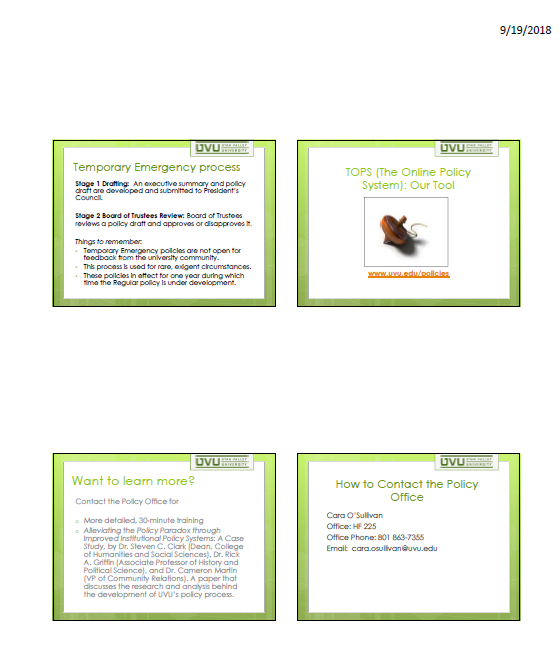 9/19/2018
UVU UTAH VALLEY
UNIVERSITY
Temporary Emergency process
Stage 1 Drafting: An executive summary and policy
draft are developed and submitted to President's
Council.
Stage 2 Board of Trustees Review: Board of Trustees
reviews a policy draft and approves or disapproves it.
Things to remember:
- Temporary Emergency policies are not open for
feedback from the university community.
- This process is used for rare, exigent circumstances.
- These policies in effect for one year during which
time the Regular policy is under development.
UVU UTAH VALLEY
UNIVERSITY
TOPS (The Online Policy
System): Our Tool
www.uvu.edu/policies
UVU UTAH VALLEY
UNIVERSITY
Want to learn more?
Contact the Policy Office for
More detailed, 30-minute training
Alleviating the Policy Paradox through
Improved Institutional Policy Systems: A Case
Study, by Dr. Steven C. Clark (Dean, College
of Humanities and Social Sciences), Dr. Rick
A. Griffin (Associate Professor of History and
Political Science), and Dr. Cameron Martin
(VP of Community Relations). A paper that
discusses the research and analysis behind
the development of UVU's policy process.
UVU UTAH VALLEY
UNIVERSITY
How to Contact the Policy
Office
Cara O'Sullivan
Office: HF 225
Office Phone: 801 863-7355
Email: cara.osullivan@uvu.edu